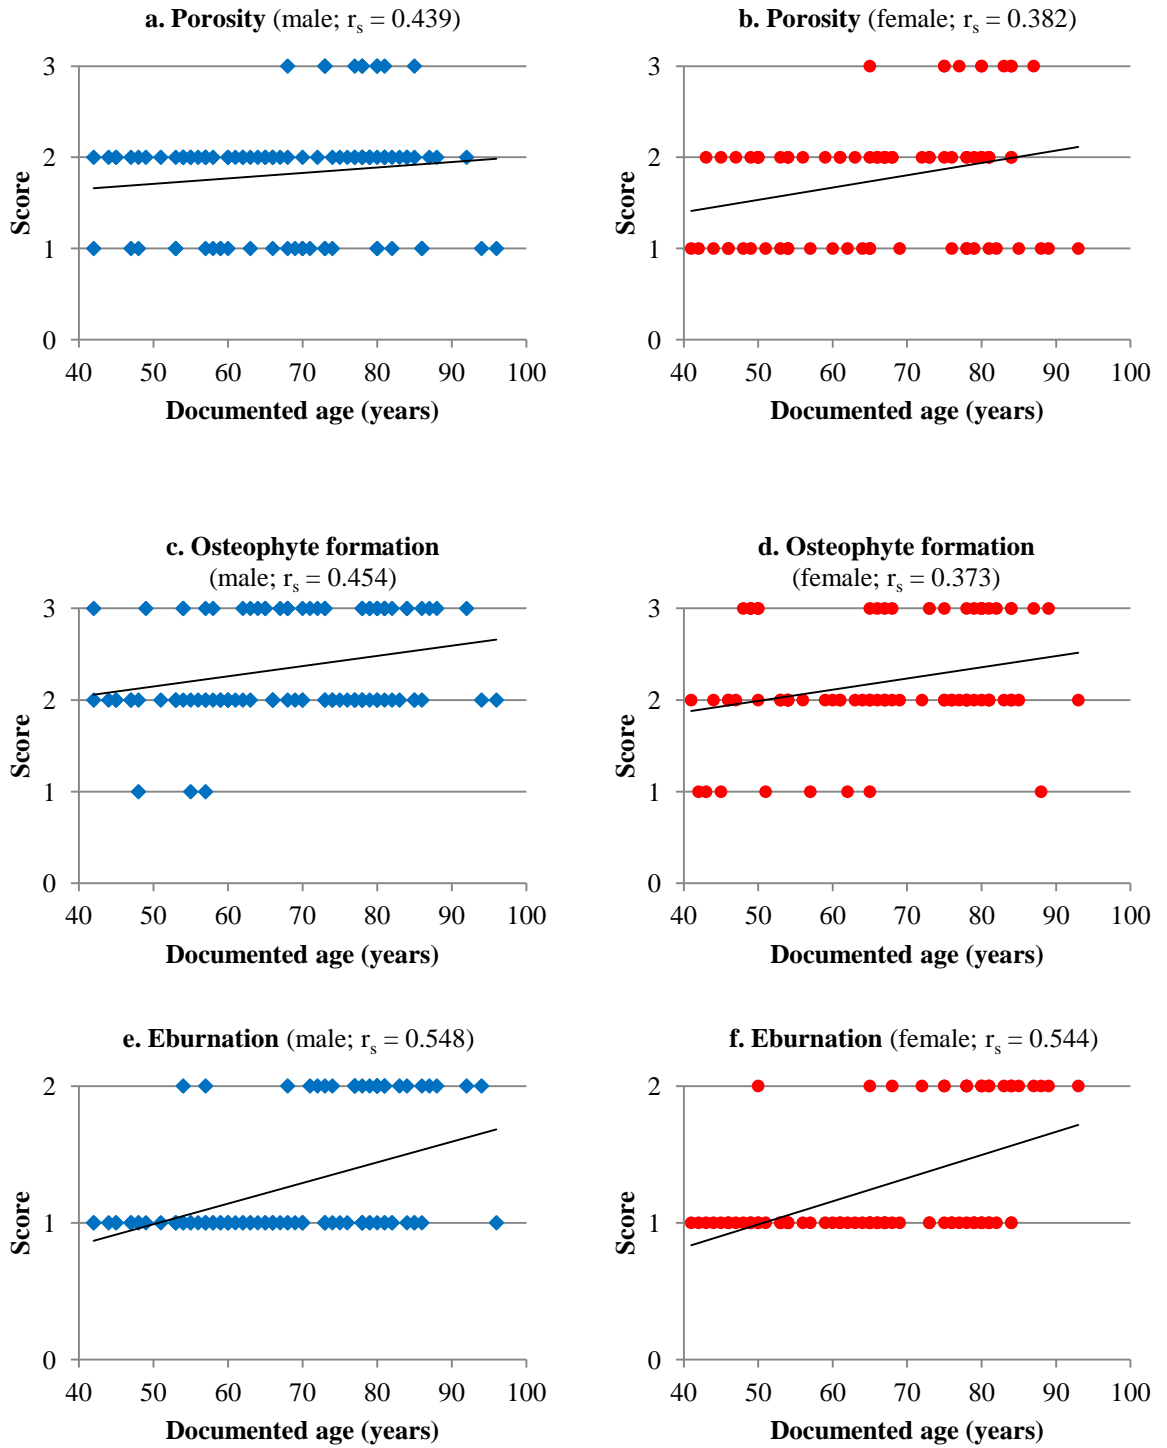 a. Porosity (male; rs = 0.439)
3
2
1
0
Score
40 50 60 70 80 90 100
Documented age (years)
b. Porosity (female; rs = 0.382)
3
2
1
0
Score
40 50 60 70 80 90 100
Documented age (years)
c. Osteophyte formation
(male; rs = 0.454)
3
2
1
0
Score
40 50 60 70 80 90 100
Documented age (years)
d. Osteophyte formation
(female; rs = 0.373)
3
2
1
0
Score
40 50 60 70 80 90 100
Documented age (years)
e. Eburnation (male; rs = 0.548)
2
1
0
Score
40 50 60 70 80 90 100
Documented age (years)
f. Eburnation (female; rs = 0.544)
2
1
0
Score
40 50 60 70 80 90 100
Documented age (years)